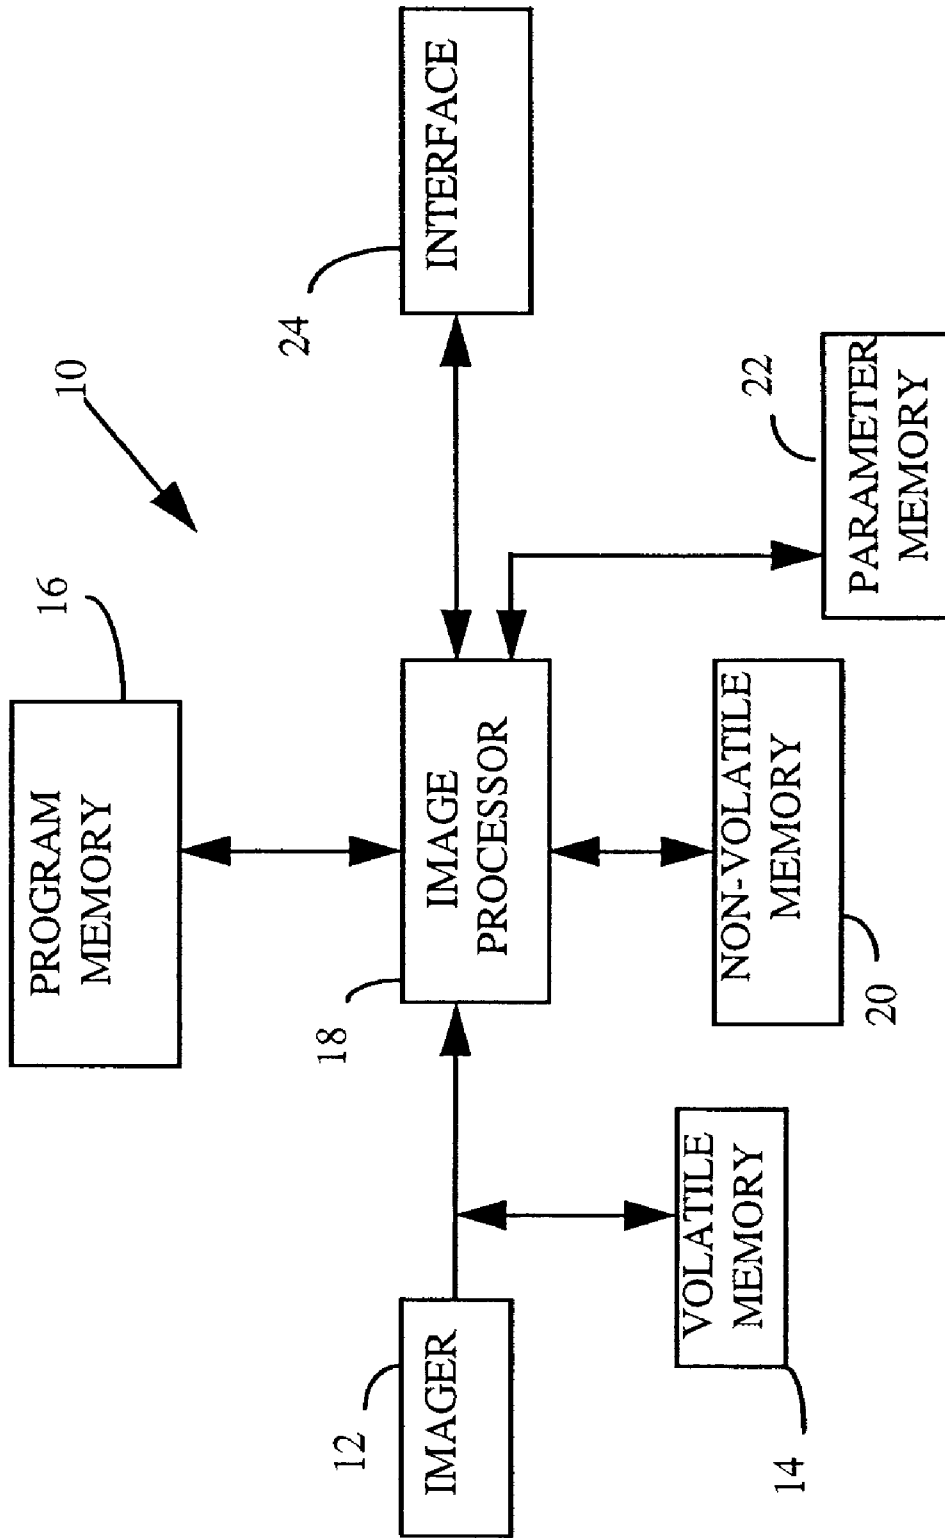 10
16
PROGRAM
MEMORY
12
IMAGER
18
IMAGE
PROCESSOR
24
INTERFACE
14
VOLATILE
MEMORY
20
NON-VOLATILE
MEMORY
22
PARAMETER
MEMORY